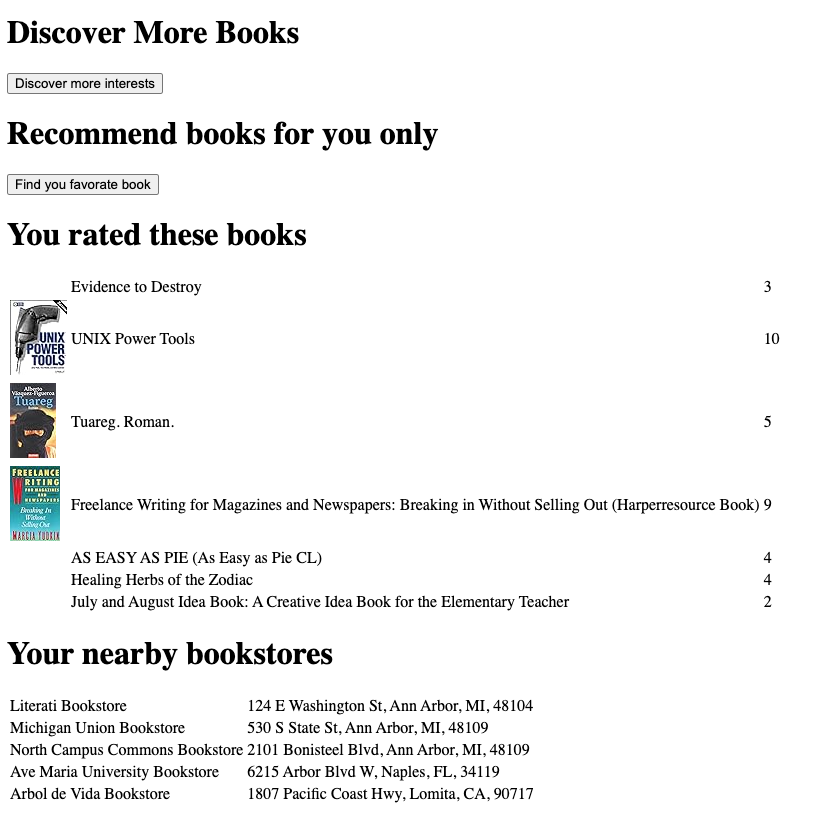 Discover More Books
Discover more interests
Recommend books for you only
Find you favorate book
You rated these books
Evidence to Destroy 3
UNIX
POWER
TOOLS
UNIX Power Tools 10
Alberto
Vázquez-Figueroa
Tuareg
Tuareg. Roman. 5
FREELANCE
WRITING
FOR MAGAZINES
AND
NEWSPAPERS
Breaking In
Without
Selling Out
MARCIA YUDKIN
Freelance Writing for Magazines and Newspapers: Breaking in Without Selling Out (Harperresource Book) 9
AS EASY AS PIE (As Easy as Pie CL) 4
Healing Herbs of the Zodiac 4
July and August Idea Book: A Creative Idea Book for the Elementary Teacher 2
Your nearby bookstores
Literati Bookstore 124 E Washington St, Ann Arbor, MI, 48104
Michigan Union Bookstore 530 S State St, Ann Arbor, MI, 48109
North Campus Commons Bookstore 2101 Bonisteel Blvd, Ann Arbor, MI, 48109
Ave Maria University Bookstore 6215 Arbor Blvd W, Naples, FL, 34119
Arbol de Vida Bookstore 1807 Pacific Coast Hwy, Lomita, CA, 90717